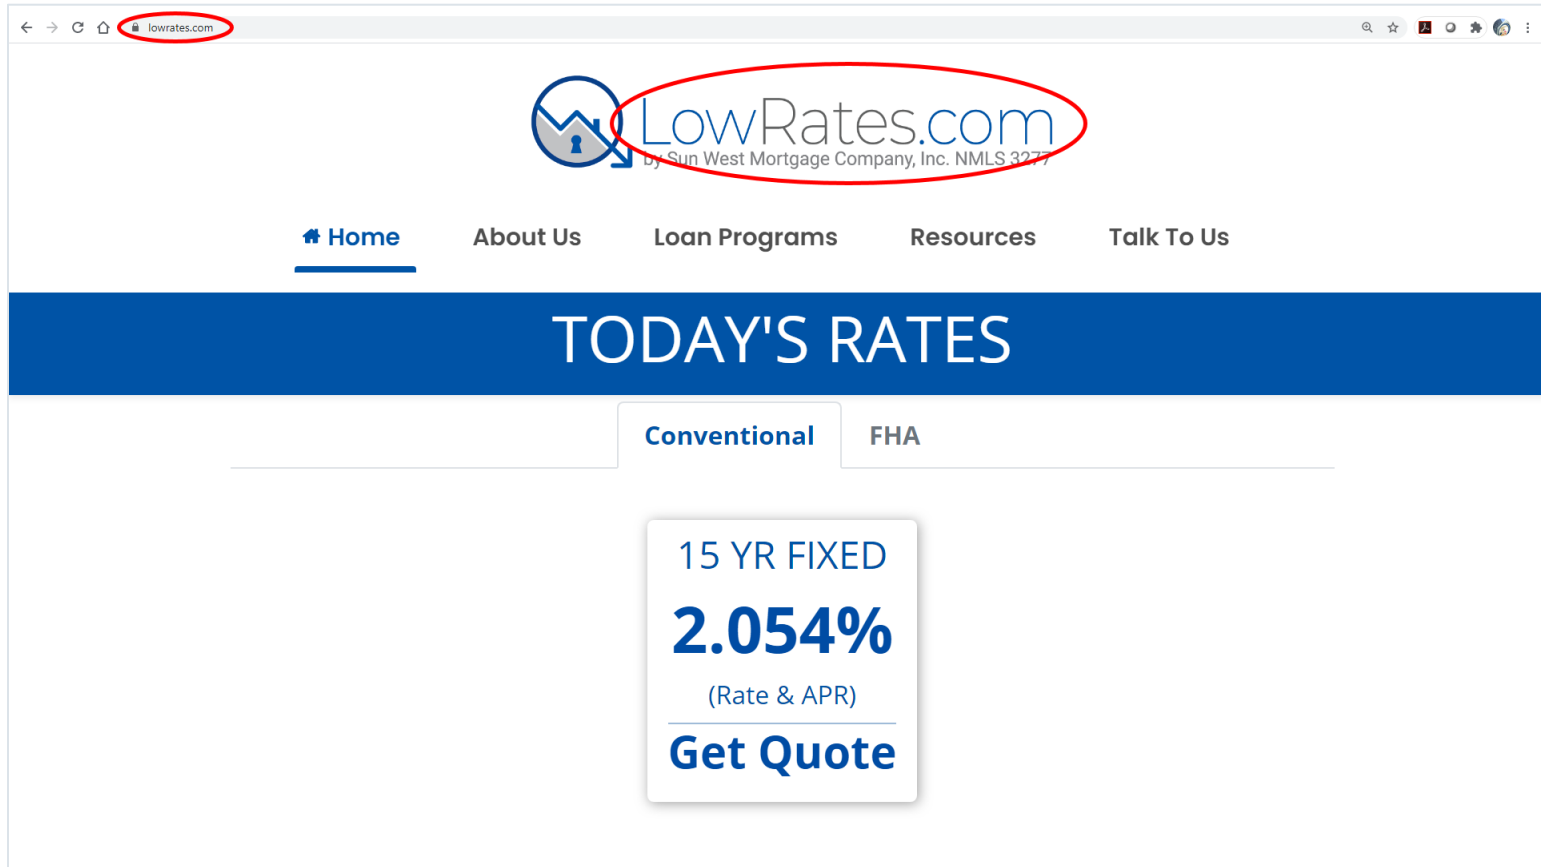 lowrates.com
LowRates.com
by Sun West Mortgage Company, Inc. NMLS 3277
Home About Us Loan Programs Resources Talk To Us
TODAY'S RATES
Conventional FHA
15 YR FIXED
2.054%
(Rate & APR)
Get Quote